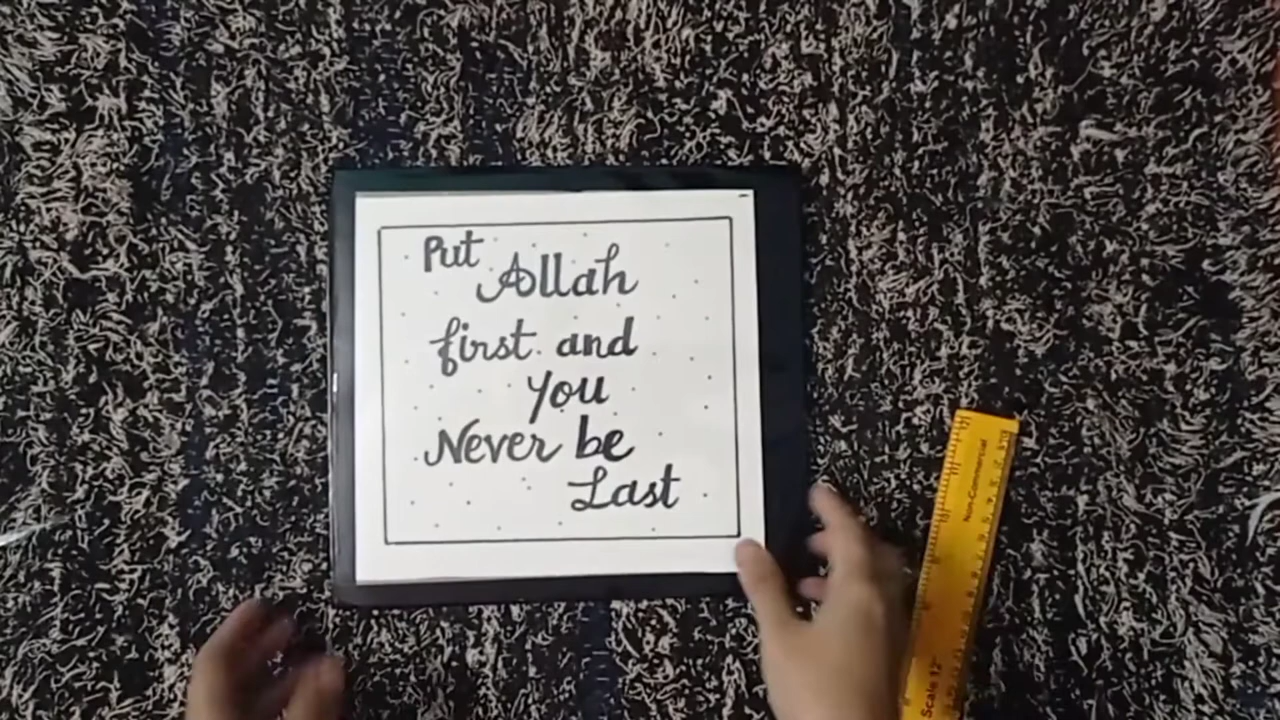 Put
Allah
first and
you
Never be
Last
Non-Commercial
Scale 12"